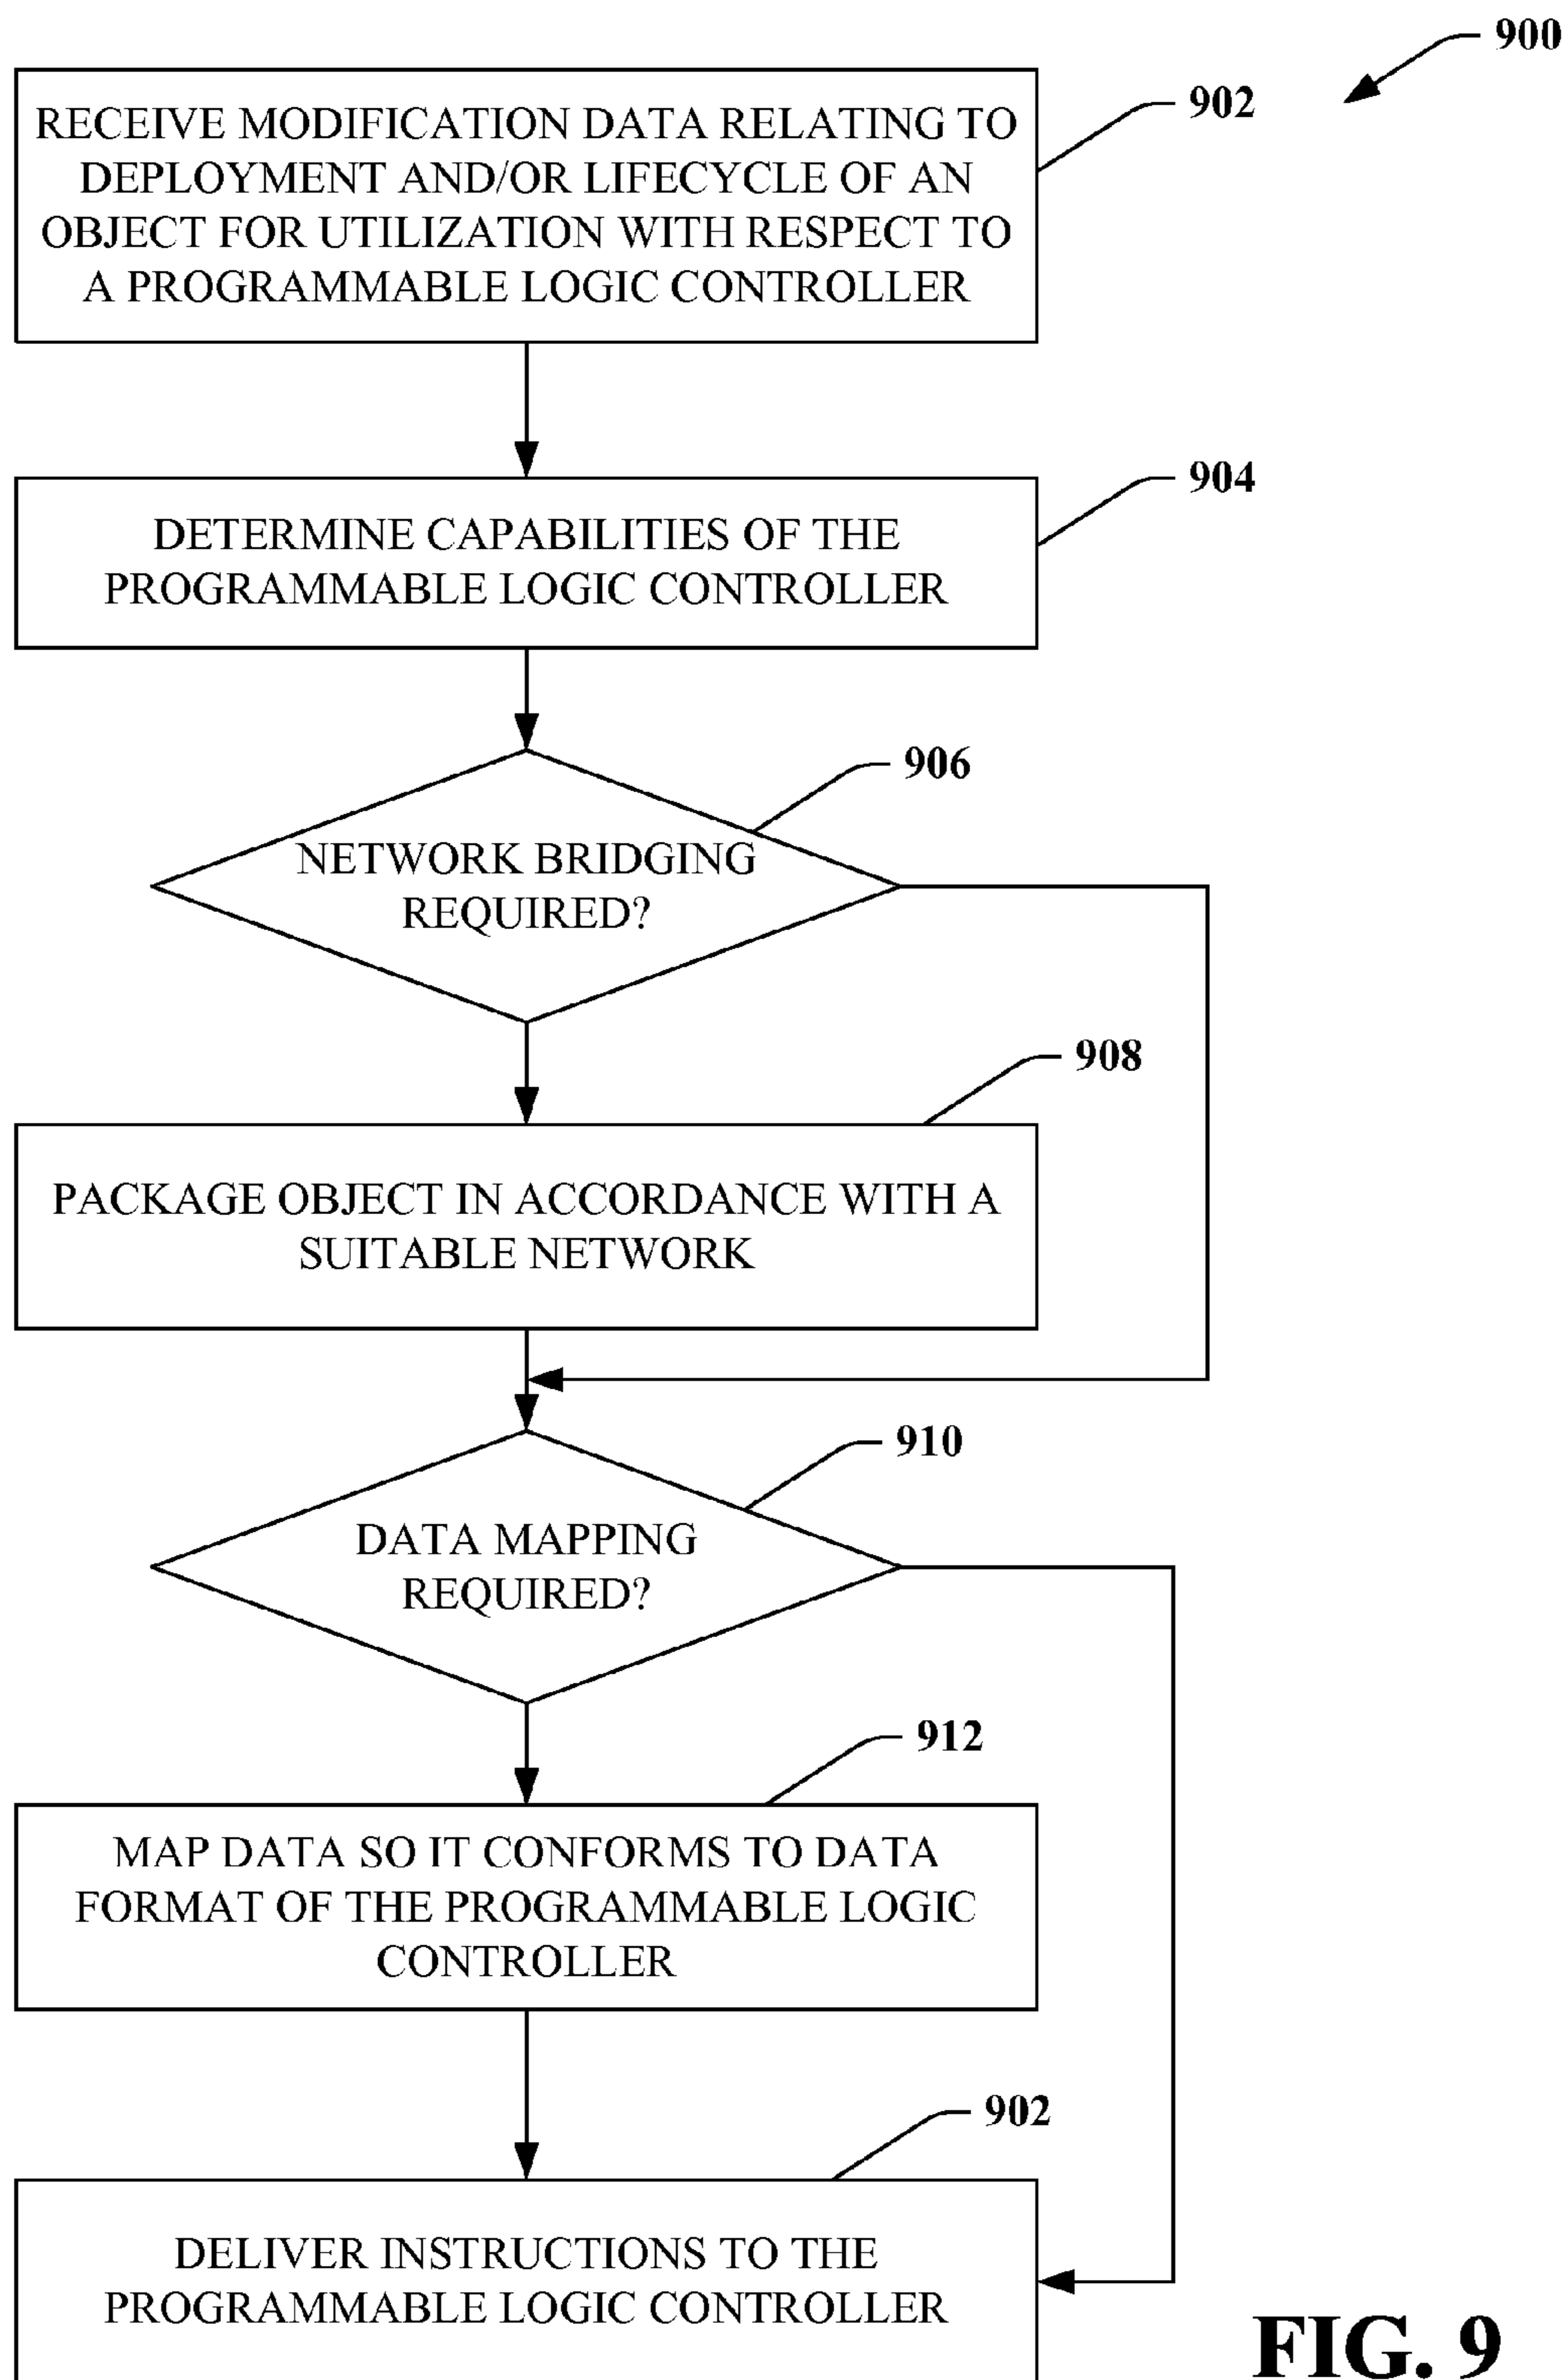 900
902
RECEIVE MODIFICATION DATA RELATING TO
DEPLOYMENT AND/OR LIFECYCLE OF AN
OBJECT FOR UTILIZATION WITH RESPECT TO
A PROGRAMMABLE LOGIC CONTROLLER
904
DETERMINE CAPABILITIES OF THE
PROGRAMMABLE LOGIC CONTROLLER
906
NETWORK BRIDGING
REQUIRED?
908
PACKAGE OBJECT IN ACCORDANCE WITH A
SUITABLE NETWORK
910
DATA MAPPING
REQUIRED?
912
MAP DATA SO IT CONFORMS TO DATA
FORMAT OF THE PROGRAMMABLE LOGIC
CONTROLLER
902
DELIVER INSTRUCTIONS TO THE
PROGRAMMABLE LOGIC CONTROLLER
FIG. 9